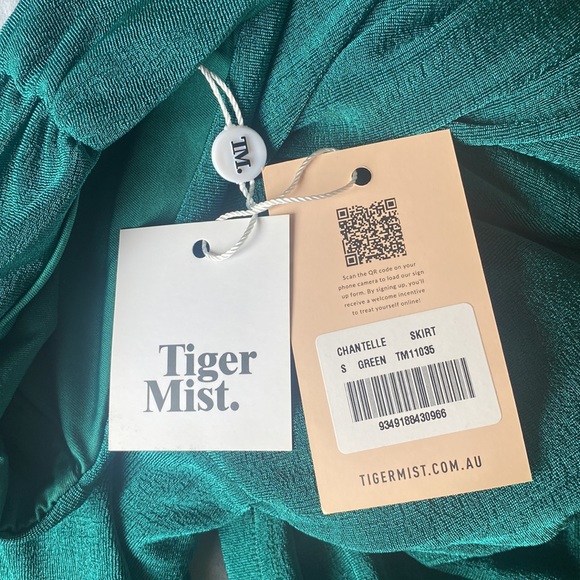 TM.
Tiger
Mist.
Scan the QR code on your
phone camera to load our sign
up form. By signing up, you'll
receive a welcome incentive
to treat yourself online!
CHANTELLE SKIRT
S GREEN TM11035
9349188430966
TIGERMIST.COM.AU